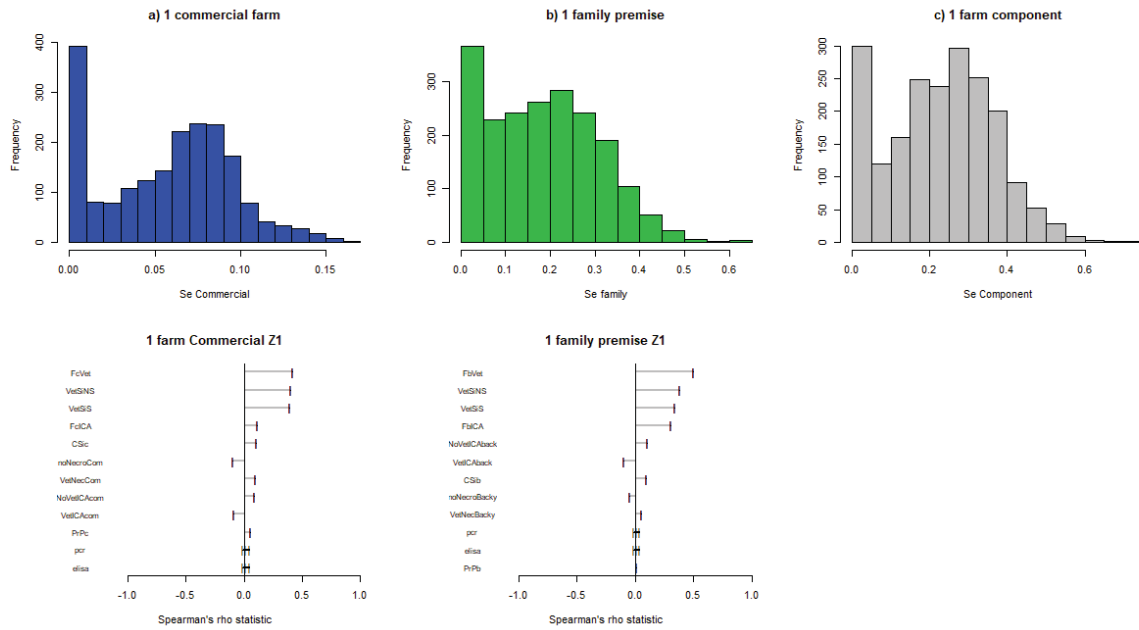 a) 1 commercial farm
Frequency
0 100 200 300 400
0.00 0.05 0.10 0.15
Se Commercial
b) 1 family premise
Frequency
0 100 200 300
0.0 0.1 0.2 0.3 0.4 0.5 0.6
Se family
c) 1 farm component
Frequency
0 50 100 150 200 250 300
0.0 0.2 0.4 0.6
Se Component
1 farm Commercial Z1
FcVet
VetSiNS
VetSiS
FcICA
CSic
noNecroCom
VetNecCom
NoVetICAcom
VetICAcom
PrPc
pcr
elisa
-1.0 -0.5 0.0 0.5 1.0
Spearman's rho statistic
1 family premise Z1
FbVet
VetSiNS
VetSiS
FbICA
NoVetICAback
VetICAback
CSib
noNecroBacky
VetNecBacky
pcr
elisa
PrPb
-1.0 -0.5 0.0 0.5 1.0
Spearman's rho statistic